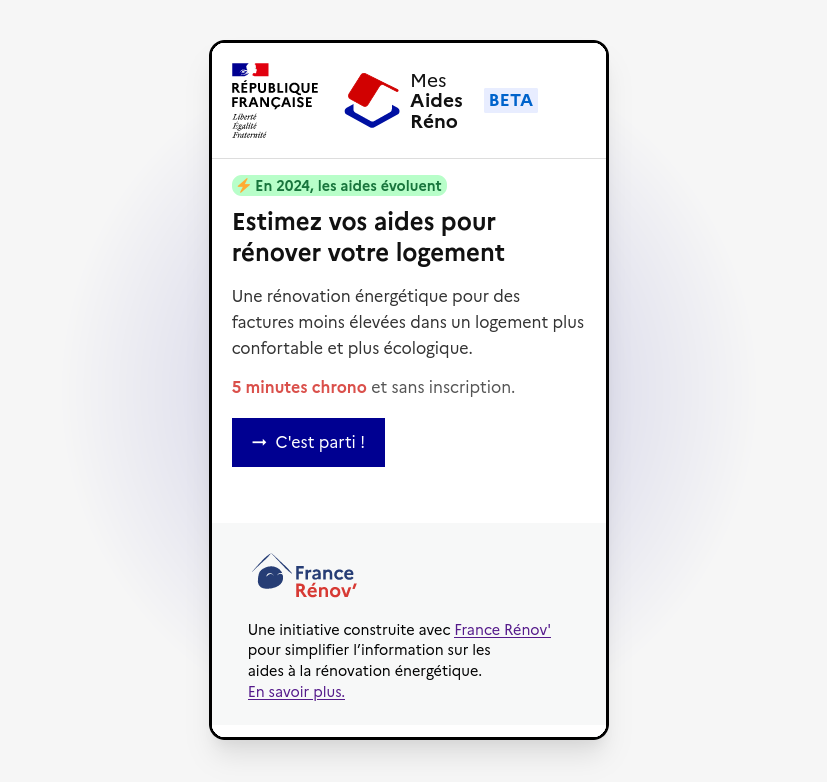 RÉPUBLIQUE
FRANÇAISE
Liberté
Égalité
Fraternité
Mes
Aides
Réno
BETA
⚡ En 2024, les aides évoluent
Estimez vos aides pour
rénover votre logement
Une rénovation énergétique pour des
factures moins élevées dans un logement plus
confortable et plus écologique.
5 minutes chrono et sans inscription.
➞ C'est parti !
France
Rénov’
Une initiative construite avec France Rénov'
pour simplifier l’information sur les
aides à la rénovation énergétique.
En savoir plus.